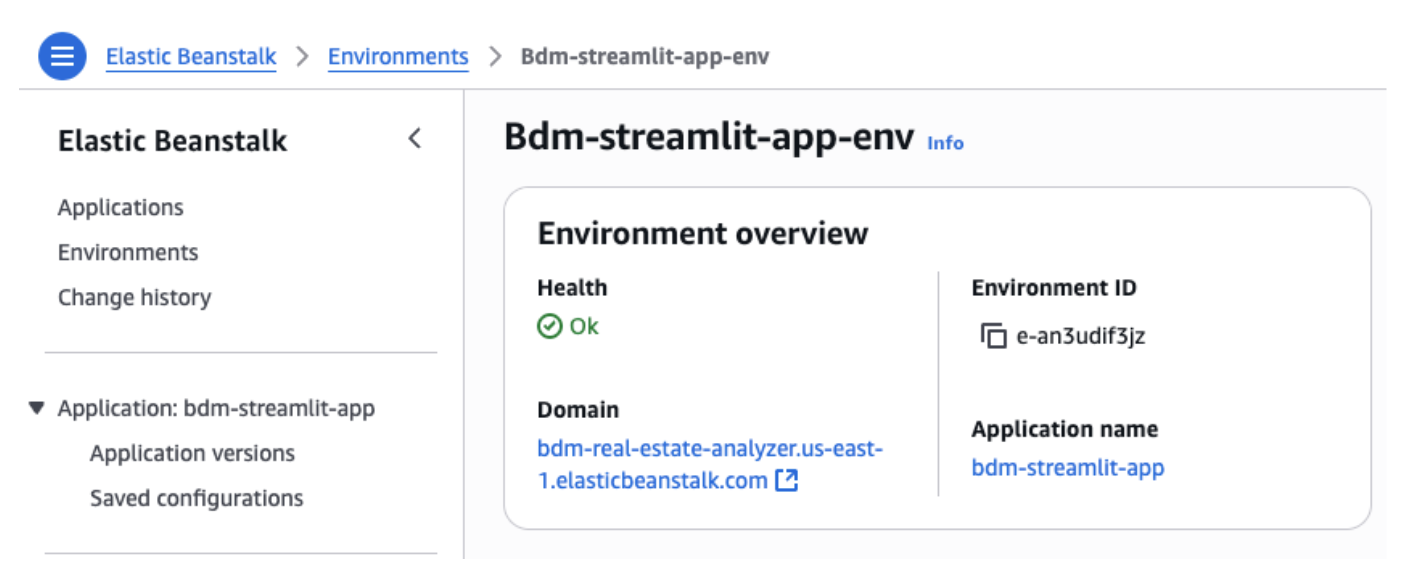 Elastic Beanstalk > Environments > Bdm-streamlit-app-env
Elastic Beanstalk
Applications
Environments
Change history
Application: bdm-streamlit-app
Application versions
Saved configurations
Bdm-streamlit-app-env Info
Environment overview
Health
Ok
Domain
bdm-real-estate-analyzer.us-east-
1.elasticbeanstalk.com
Environment ID
e-an3udif3jz
Application name
bdm-streamlit-app